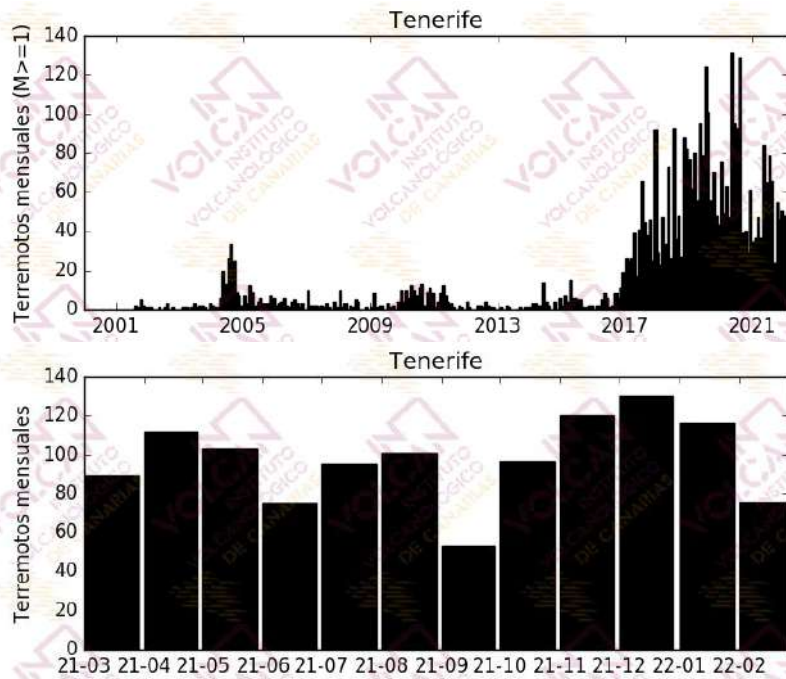 Tenerife
Terremotos mensuales (M>=1)
140
120
100
80
60
40
20
0
2001 2005 2009 2013 2017 2021
Tenerife
Terremotos mensuales
140
120
100
80
60
40
20
0
21-03 21-04 21-05 21-06 21-07 21-08 21-09 21-10 21-11 21-12 22-01 22-02
INVOLCAN
INSTITUTO
VOLCANOLÓGICO
DE CANARIAS